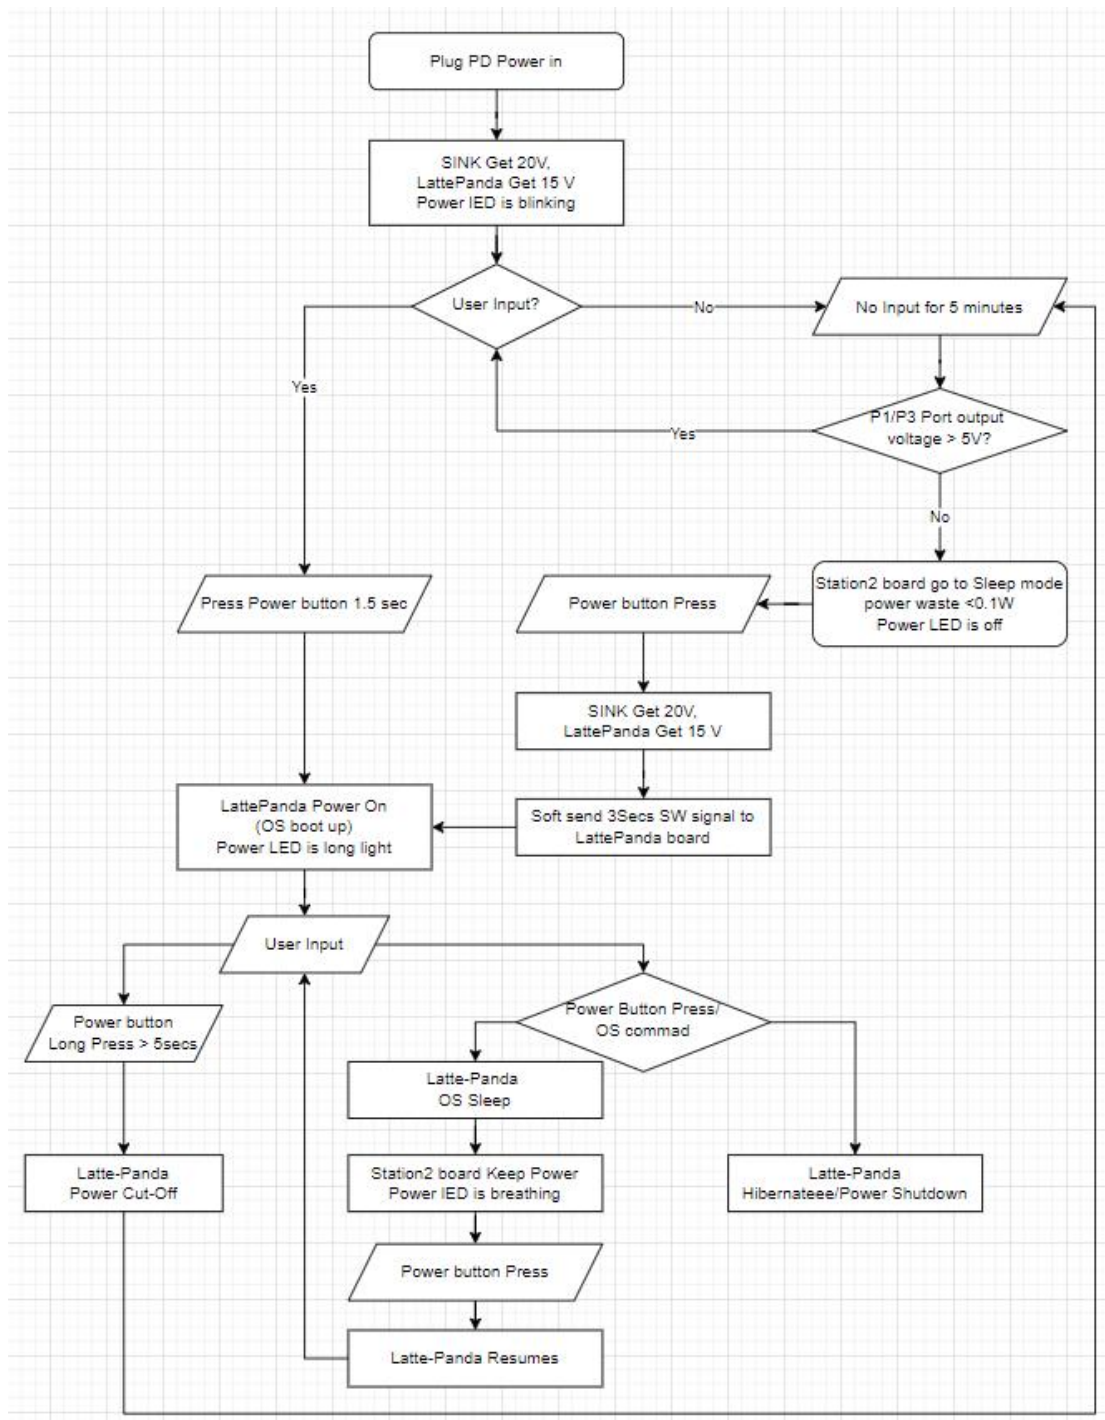 Plug PD Power in
SINK Get 20V,
LattePanda Get 15 V
Power lED is blinking
User Input?
No
No Input for 5 minutes
Yes
P1/P3 Port output
voltage > 5V?
Yes
No
Station2 board go to Sleep mode
power waste <0.1W
Power LED is off
Press Power button 1.5 sec
Power button Press
SINK Get 20V,
LattePanda Get 15 V
LattePanda Power On
(OS boot up)
Power LED is long light
Soft send 3Secs SW signal to
LattePanda board
User Input
Power button
Long Press > 5secs
Power Button Press/
OS commad
Latte-Panda
OS Sleep
Latte-Panda
Power Cut-Off
Station2 board Keep Power
Power lED is breathing
Latte-Panda
Hibernateee/Power Shutdown
Power button Press
Latte-Panda Resumes